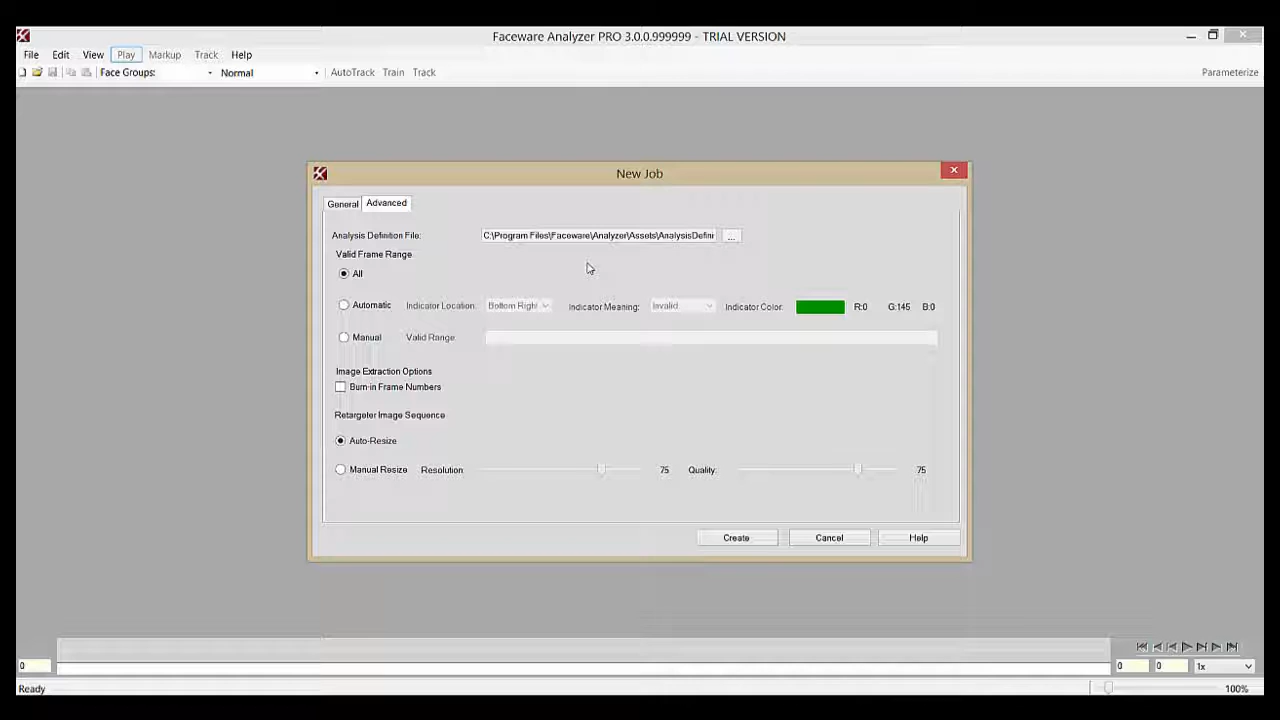 Faceware Analyzer PRO 3.0.0.999999 - TRIAL VERSION
File Edit View Play Markup Track Help
Face Groups: Normal AutoTrack Train Track Parameterize
New Job
General Advanced
Analysis Definition File: C:\Program Files\Faceware\Analyzer\Assets\AnalysisDefini ...
Valid Frame Range
All
Automatic Indicator Location: Bottom Right Indicator Meaning: Invalid Indicator Color: R:0 G:145 B:0
Manual Valid Range:
Image Extraction Options
Burn-in Frame Numbers
Retargeter Image Sequence
Auto-Resize
Manual Resize Resolution: 75 Quality: 75
Create Cancel Help
0 0 0 1x
Ready 100%